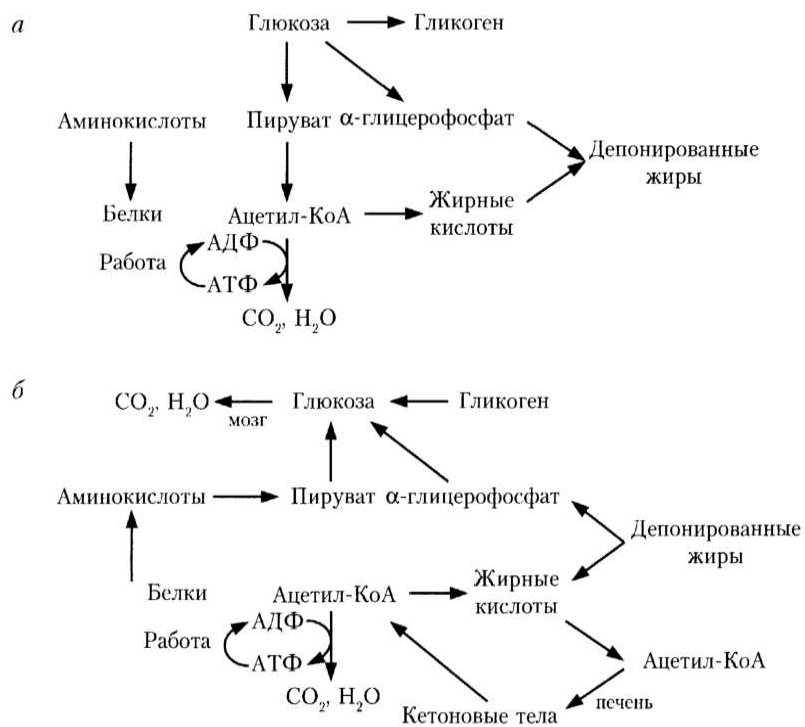 а
Глюкоза Гликоген
Аминокислоты Пируват α-глицерофосфат
Депонированные
жиры
Белки Ацетил-КоА Жирные
кислоты
Работа АДФ
АТФ
CO₂, H₂O
б
CO₂, H₂O Глюкоза Гликоген
мозг
Аминокислоты Пируват α-глицерофосфат
Депонированные
жиры
Белки Ацетил-КоА Жирные
кислоты
Работа АДФ
АТФ Ацетил-КоА
CO₂, H₂O печень
Кетоновые тела